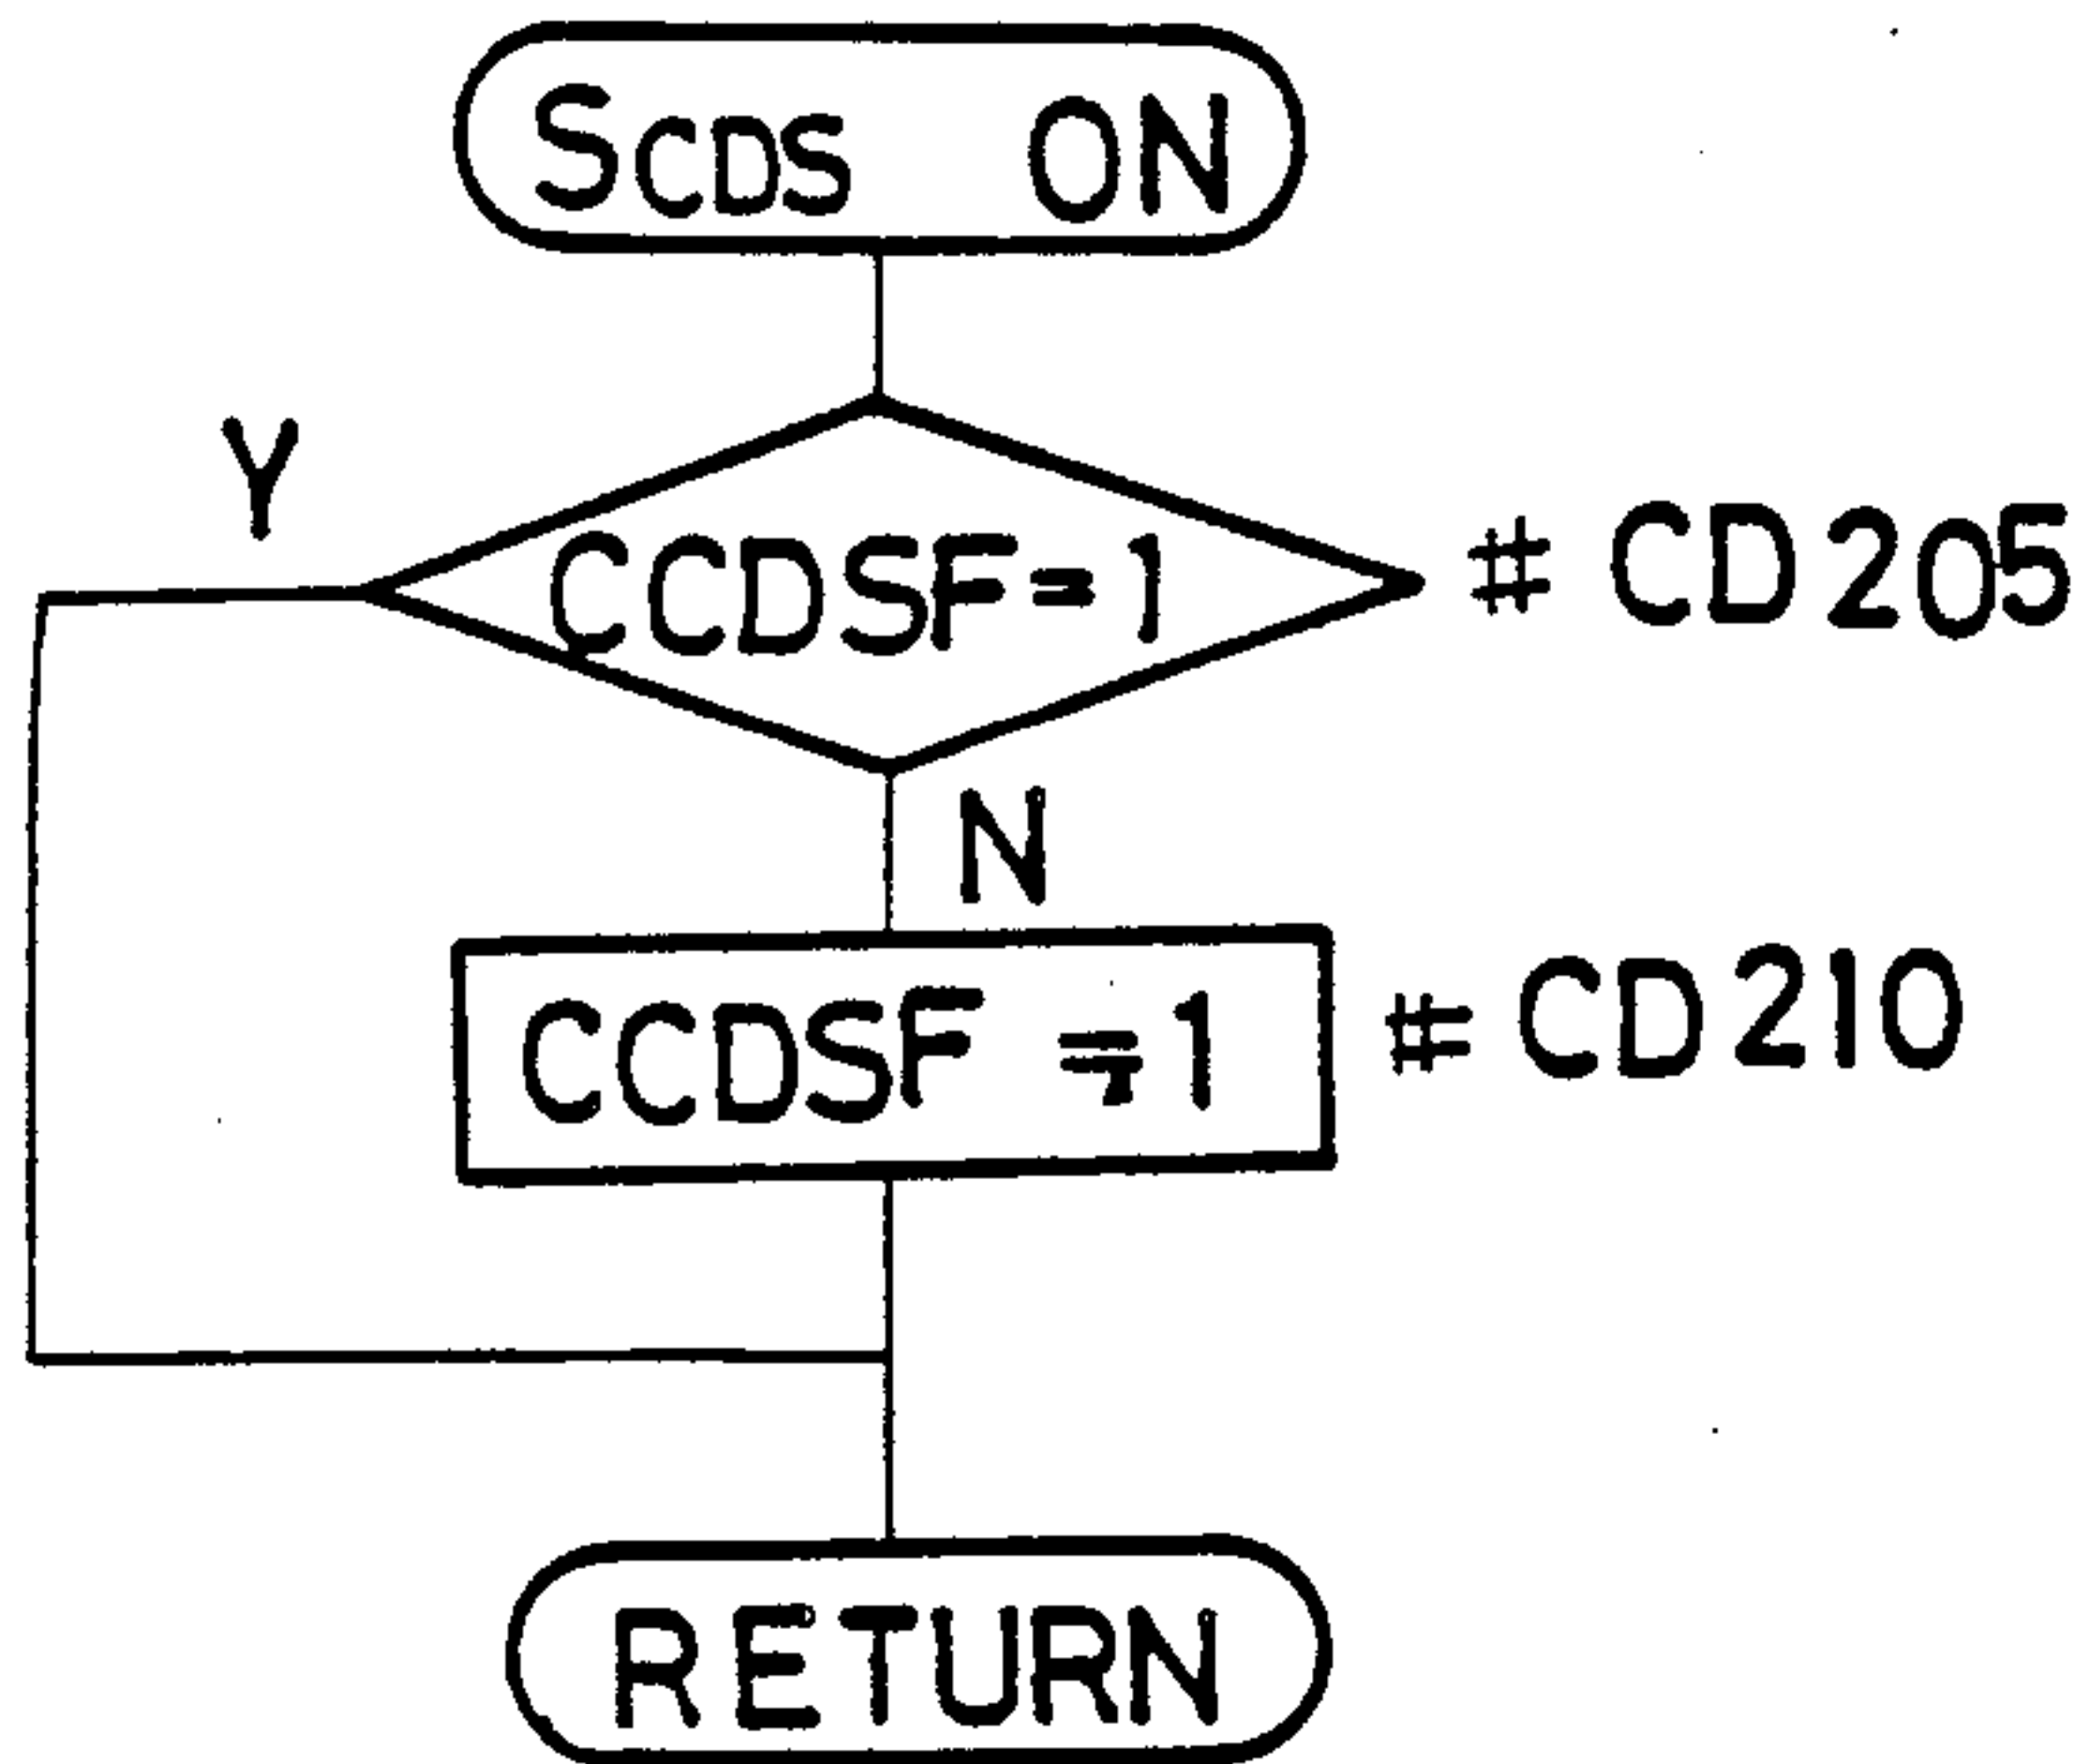 SCDS ON
Y
CCDSF=1
# CD205
N
CCDSF =1
# CD210
RETURN